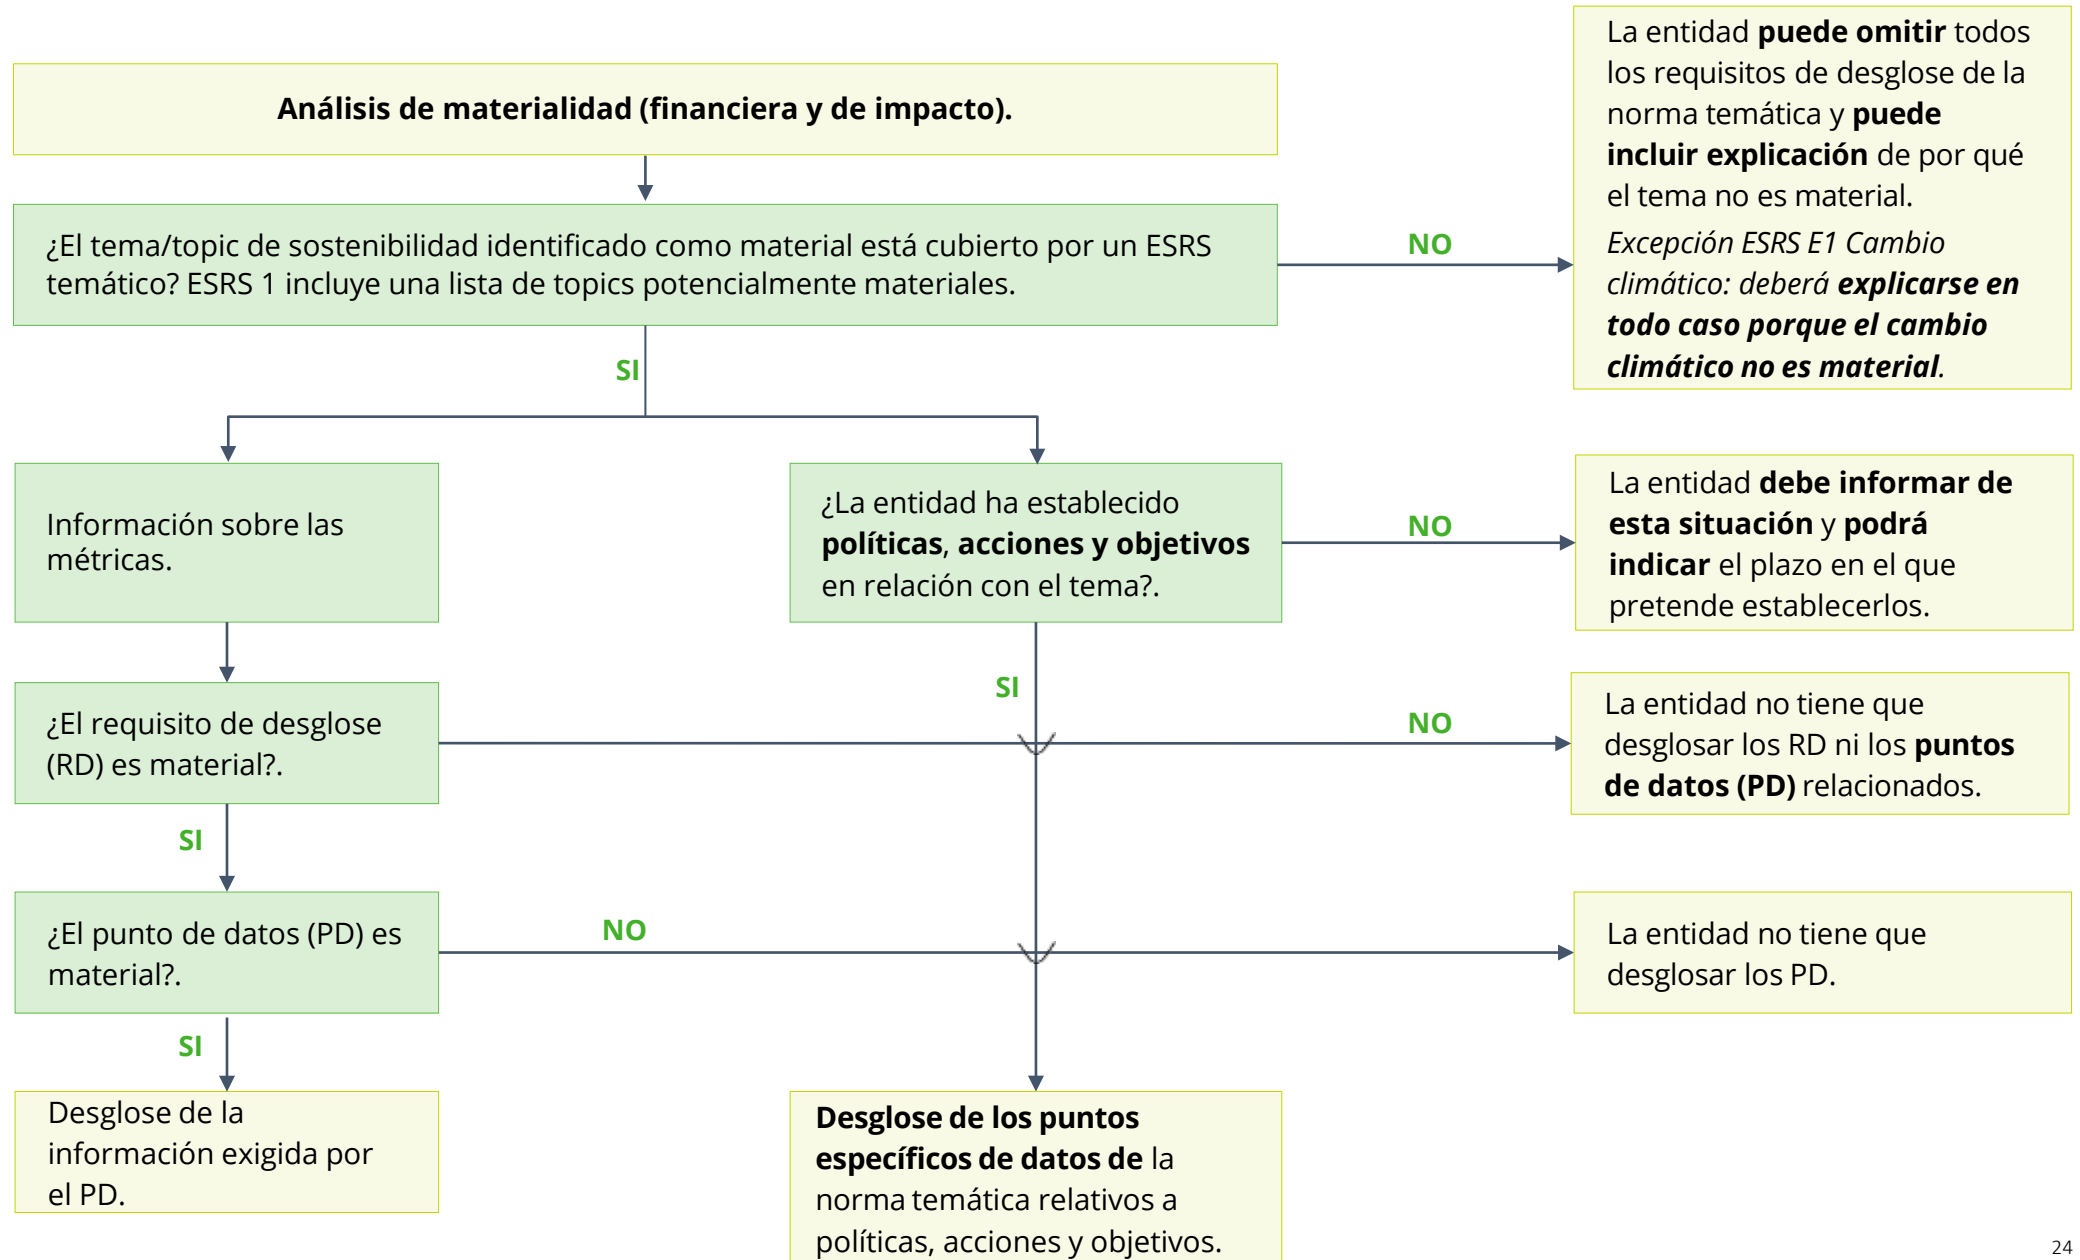 La entidad puede omitir todos
los requisitos de desglose de la
norma temática y puede
incluir explicación de por qué
el tema no es material.
Excepción ESRS E1 Cambio
climático: deberá explicarse en
todo caso porque el cambio
climático no es material.
Análisis de materialidad (financiera y de impacto).
¿El tema/topic de sostenibilidad identificado como material está cubierto por un ESRS
temático? ESRS 1 incluye una lista de topics potencialmente materiales.
NO
SI
Información sobre las
métricas.
¿La entidad ha establecido
políticas, acciones y objetivos
en relación con el tema?.
NO
La entidad debe informar de
esta situación y podrá
indicar el plazo en el que
pretende establecerlos.
SI
¿El requisito de desglose
(RD) es material?.
NO
La entidad no tiene que
desglosar los RD ni los puntos
de datos (PD) relacionados.
SI
¿El punto de datos (PD) es
material?.
NO
La entidad no tiene que
desglosar los PD.
SI
Desglose de la
información exigida por
el PD.
Desglose de los puntos
específicos de datos de la
norma temática relativos a
políticas, acciones y objetivos.
24